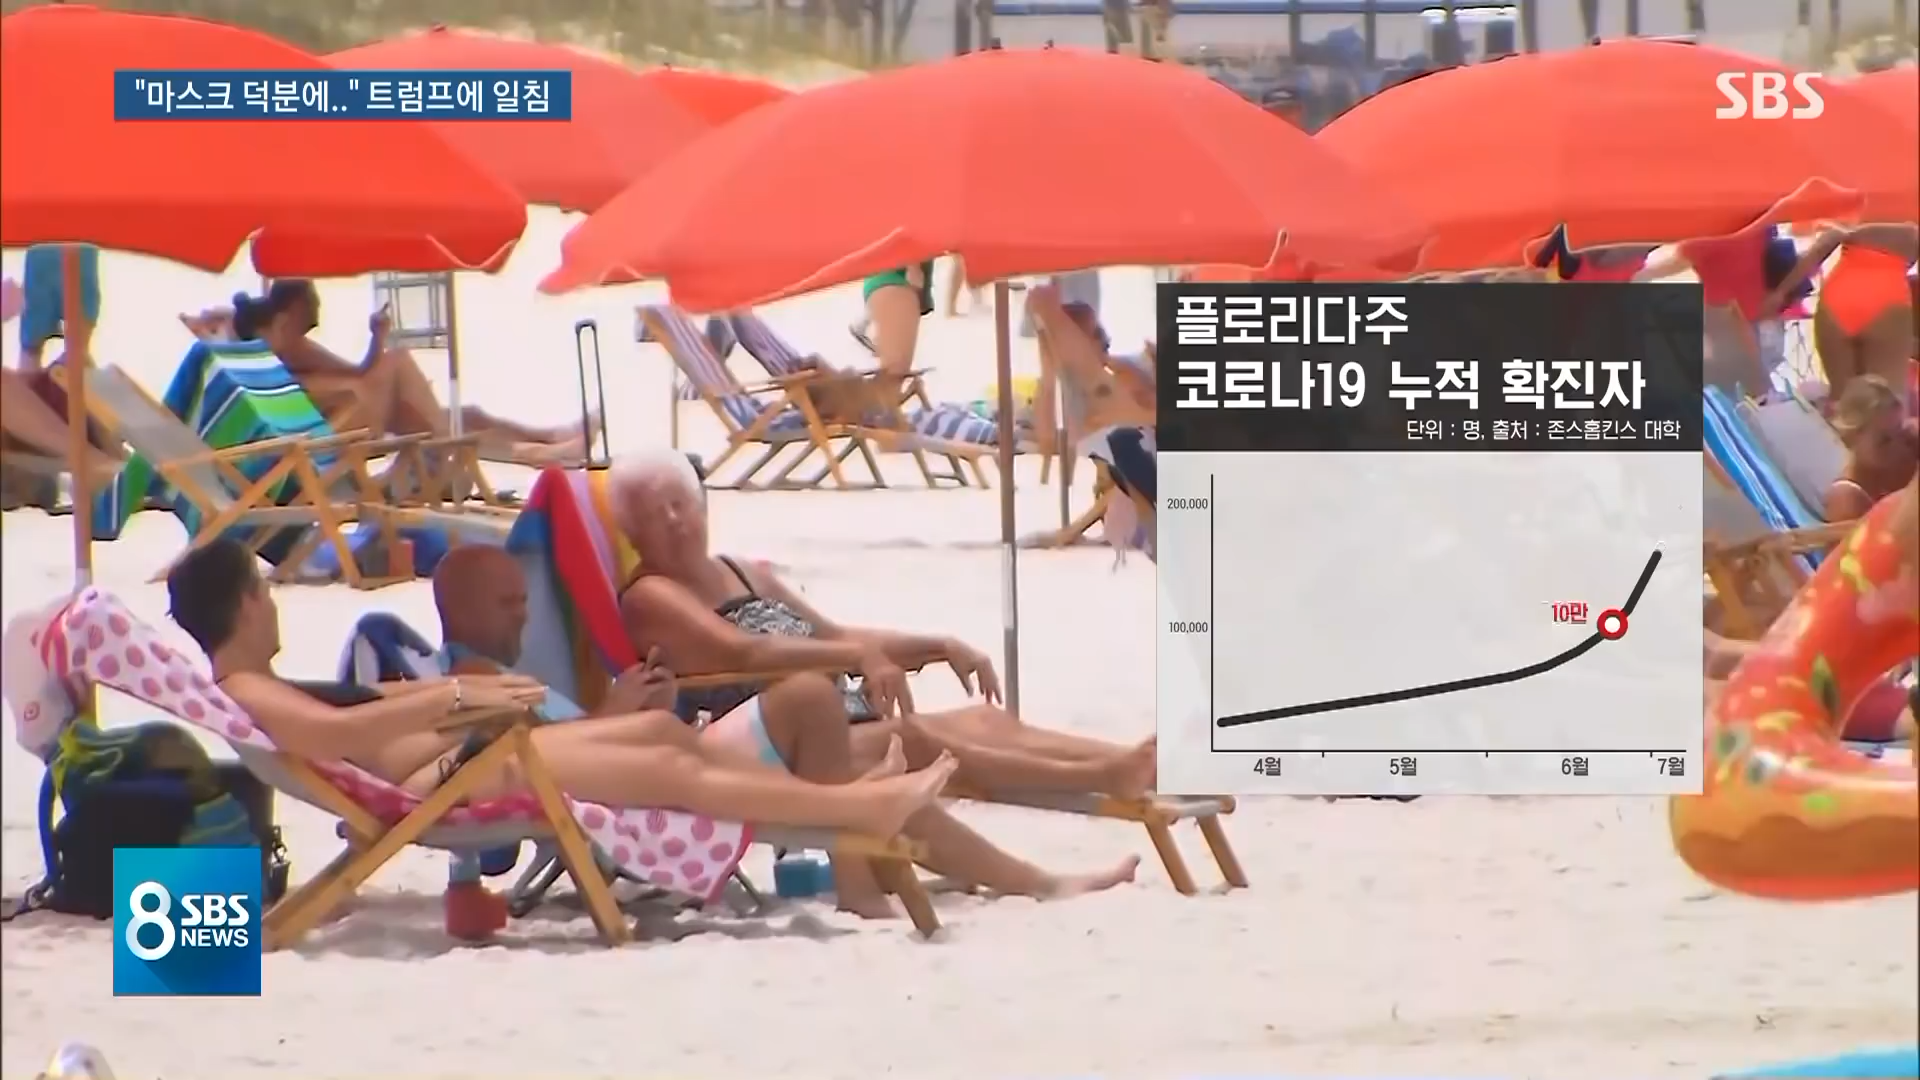 "마스크 덕분에.." 트럼프에 일침
SBS
플로리다주
코로나19 누적 확진자
단위 : 명, 출처 : 존스홉킨스 대학
200,000
10만
100,000
4월 5월 6월 7월
8 SBS NEWS